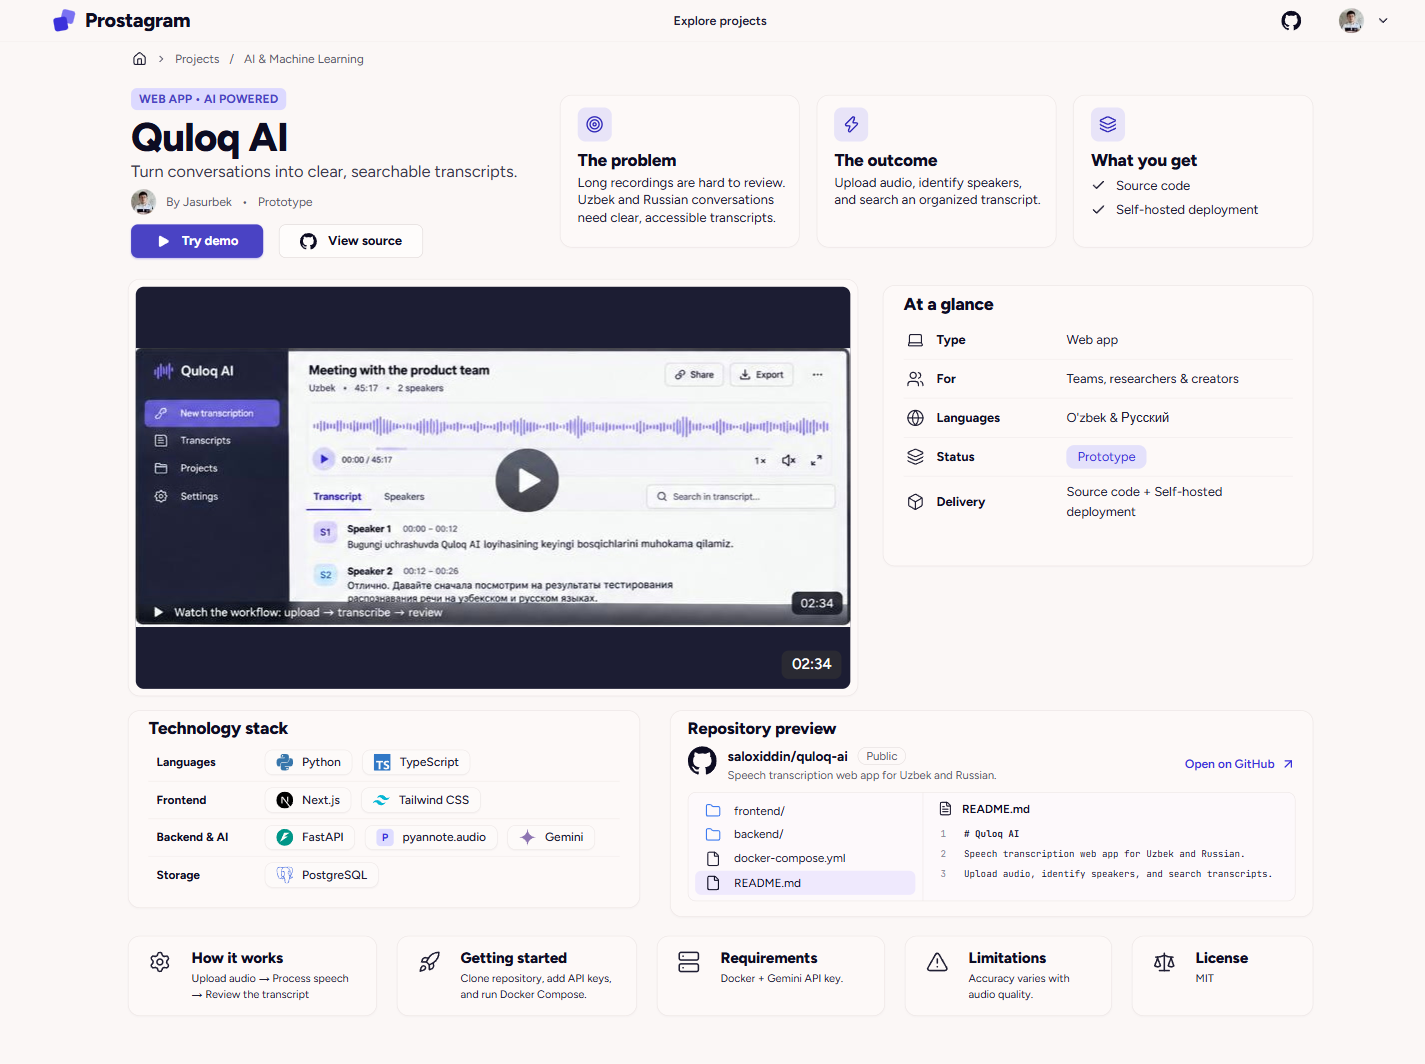 Prostagram
Explore projects
Projects / AI & Machine Learning
WEB APP • AI POWERED
Quloq AI
Turn conversations into clear, searchable transcripts.
By Jasurbek • Prototype
Try demo
View source
The problem
Long recordings are hard to review.
Uzbek and Russian conversations
need clear, accessible transcripts.
The outcome
Upload audio, identify speakers,
and search an organized transcript.
What you get
Source code
Self-hosted deployment
Quloq AI
New transcription
Transcripts
Projects
Settings
Meeting with the product team
Uzbek • 45:17 • 2 speakers
Share
Export
00:00 / 45:17
1×
Transcript
Speakers
Search in transcript...
S1
Speaker 1 00:00 – 00:12
Bugungi uchrashuvda Quloq AI loyihasining keyingi bosqichlarini muhokama qilamiz.
S2
Speaker 2 00:12 – 00:26
Отлично. Давайте сначала посмотрим на результаты тестирования
распознавания речи на узбекском и русском языках.
Watch the workflow: upload → transcribe → review
02:34
02:34
At a glance
Type Web app
For Teams, researchers & creators
Languages O'zbek & Русский
Status Prototype
Delivery Source code + Self-hosted
deployment
Technology stack
Languages Python TS TypeScript
Frontend N Next.js Tailwind CSS
Backend & AI FastAPI P pyannote.audio Gemini
Storage PostgreSQL
Repository preview
saloxiddin/quloq-ai Public
Speech transcription web app for Uzbek and Russian.
Open on GitHub
frontend/
backend/
docker-compose.yml
README.md
README.md
1 # Quloq AI
2 Speech transcription web app for Uzbek and Russian.
3 Upload audio, identify speakers, and search transcripts.
How it works
Upload audio → Process speech
→ Review the transcript
Getting started
Clone repository, add API keys,
and run Docker Compose.
Requirements
Docker + Gemini API key.
Limitations
Accuracy varies with
audio quality.
License
MIT